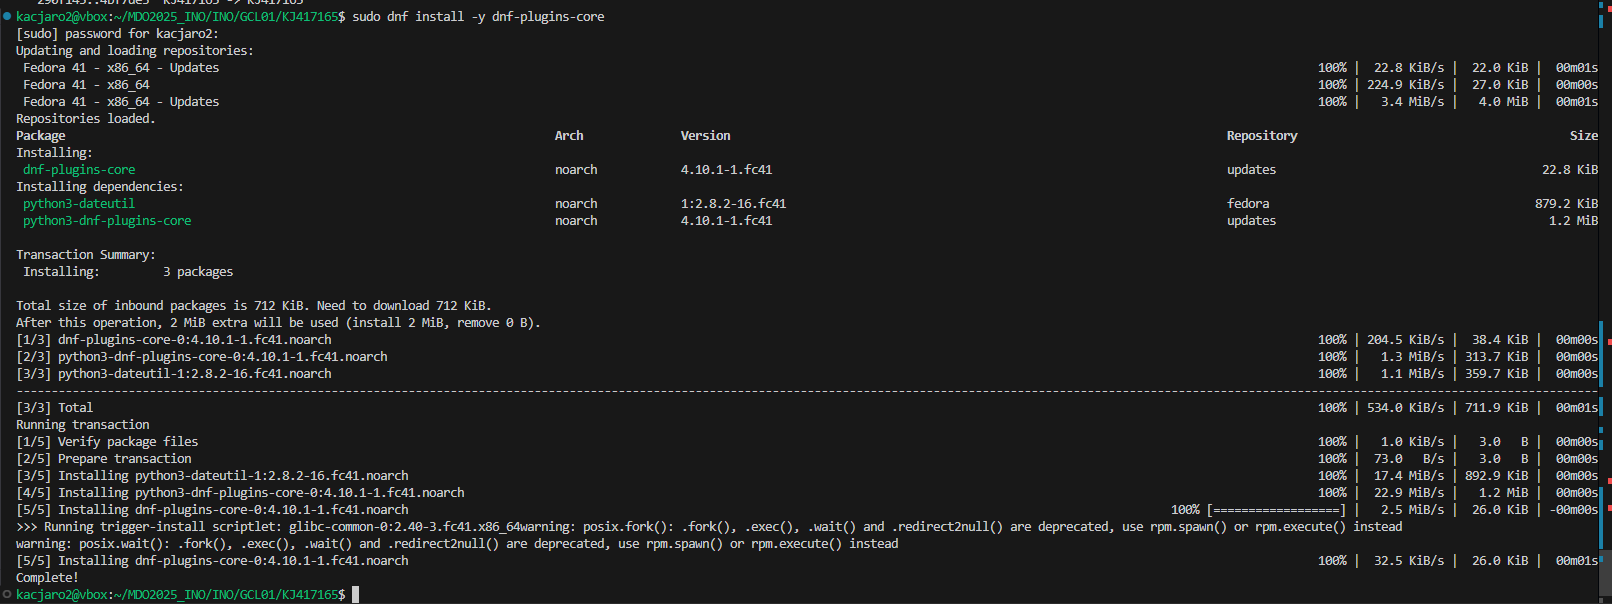 290f145..4bf7de5 KJ417165 -> KJ417165
kacjaro2@vbox:~/MDO2025_INO/INO/GCL01/KJ417165$ sudo dnf install -y dnf-plugins-core
[sudo] password for kacjaro2:
Updating and loading repositories:
Fedora 41 - x86_64 - Updates 100% | 22.8 KiB/s | 22.0 KiB | 00m01s
Fedora 41 - x86_64 100% | 224.9 KiB/s | 27.0 KiB | 00m00s
Fedora 41 - x86_64 - Updates 100% | 3.4 MiB/s | 4.0 MiB | 00m01s
Repositories loaded.
Package Arch Version Repository Size
Installing:
dnf-plugins-core noarch 4.10.1-1.fc41 updates 22.8 KiB
Installing dependencies:
python3-dateutil noarch 1:2.8.2-16.fc41 fedora 879.2 KiB
python3-dnf-plugins-core noarch 4.10.1-1.fc41 updates 1.2 MiB
Transaction Summary:
Installing: 3 packages
Total size of inbound packages is 712 KiB. Need to download 712 KiB.
After this operation, 2 MiB extra will be used (install 2 MiB, remove 0 B).
[1/3] dnf-plugins-core-0:4.10.1-1.fc41.noarch 100% | 204.5 KiB/s | 38.4 KiB | 00m00s
[2/3] python3-dnf-plugins-core-0:4.10.1-1.fc41.noarch 100% | 1.3 MiB/s | 313.7 KiB | 00m00s
[3/3] python3-dateutil-1:2.8.2-16.fc41.noarch 100% | 1.1 MiB/s | 359.7 KiB | 00m00s
[3/3] Total 100% | 534.0 KiB/s | 711.9 KiB | 00m01s
Running transaction
[1/5] Verify package files 100% | 1.0 KiB/s | 3.0 B | 00m00s
[2/5] Prepare transaction 100% | 73.0 B/s | 3.0 B | 00m00s
[3/5] Installing python3-dateutil-1:2.8.2-16.fc41.noarch 100% | 17.4 MiB/s | 892.9 KiB | 00m00s
[4/5] Installing python3-dnf-plugins-core-0:4.10.1-1.fc41.noarch 100% | 22.9 MiB/s | 1.2 MiB | 00m00s
[5/5] Installing dnf-plugins-core-0:4.10.1-1.fc41.noarch 100% [==================] | 2.5 MiB/s | 26.0 KiB | -00m00s
>>> Running trigger-install scriptlet: glibc-common-0:2.40-3.fc41.x86_64warning: posix.fork(): .fork(), .exec(), .wait() and .redirect2null() are deprecated, use rpm.spawn() or rpm.execute() instead
warning: posix.wait(): .fork(), .exec(), .wait() and .redirect2null() are deprecated, use rpm.spawn() or rpm.execute() instead
[5/5] Installing dnf-plugins-core-0:4.10.1-1.fc41.noarch 100% | 32.5 KiB/s | 26.0 KiB | 00m01s
Complete!
kacjaro2@vbox:~/MDO2025_INO/INO/GCL01/KJ417165$